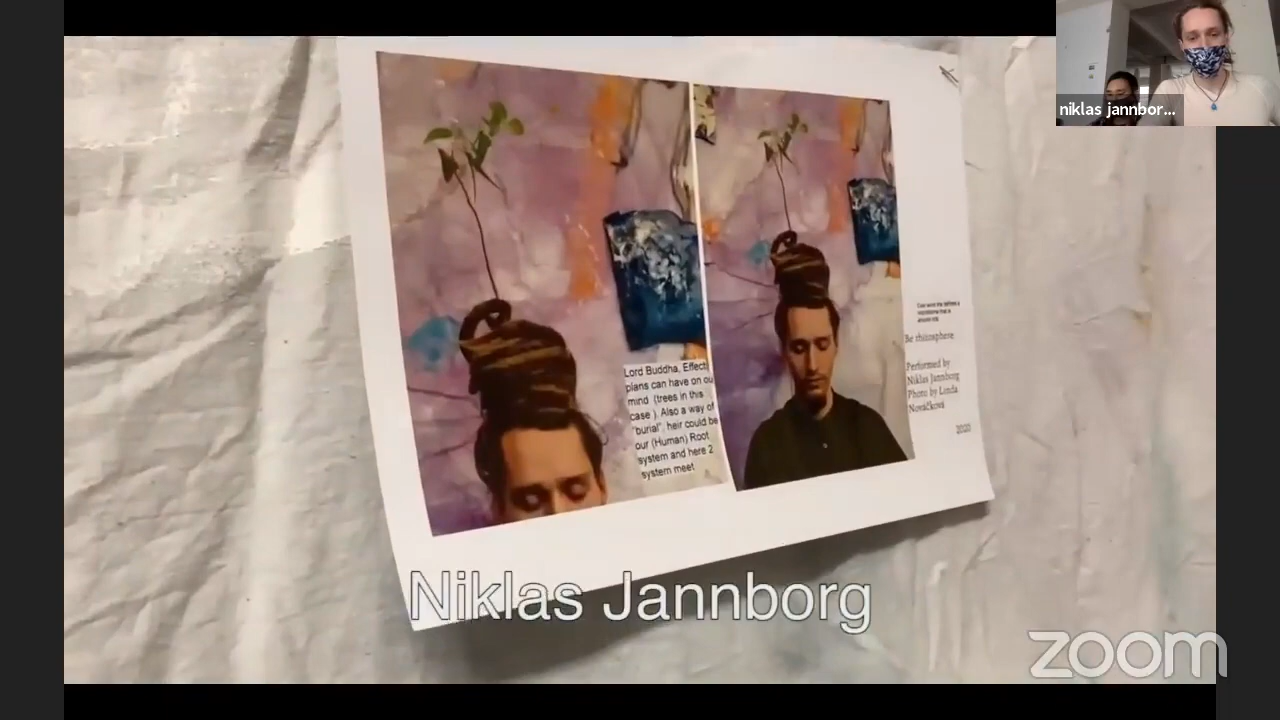 niklas jannbor...
Lord Buddha, Effect
plans can have on ou
mind (trees in this
case ). Also a way of
"burial". heir could be
our (Human) Root
system and here 2
system meet
Be rhizosphere
Performed by
Niklas Jannborg
Photo by Linda
Nováčková
2020
Niklas Jannborg
zoom